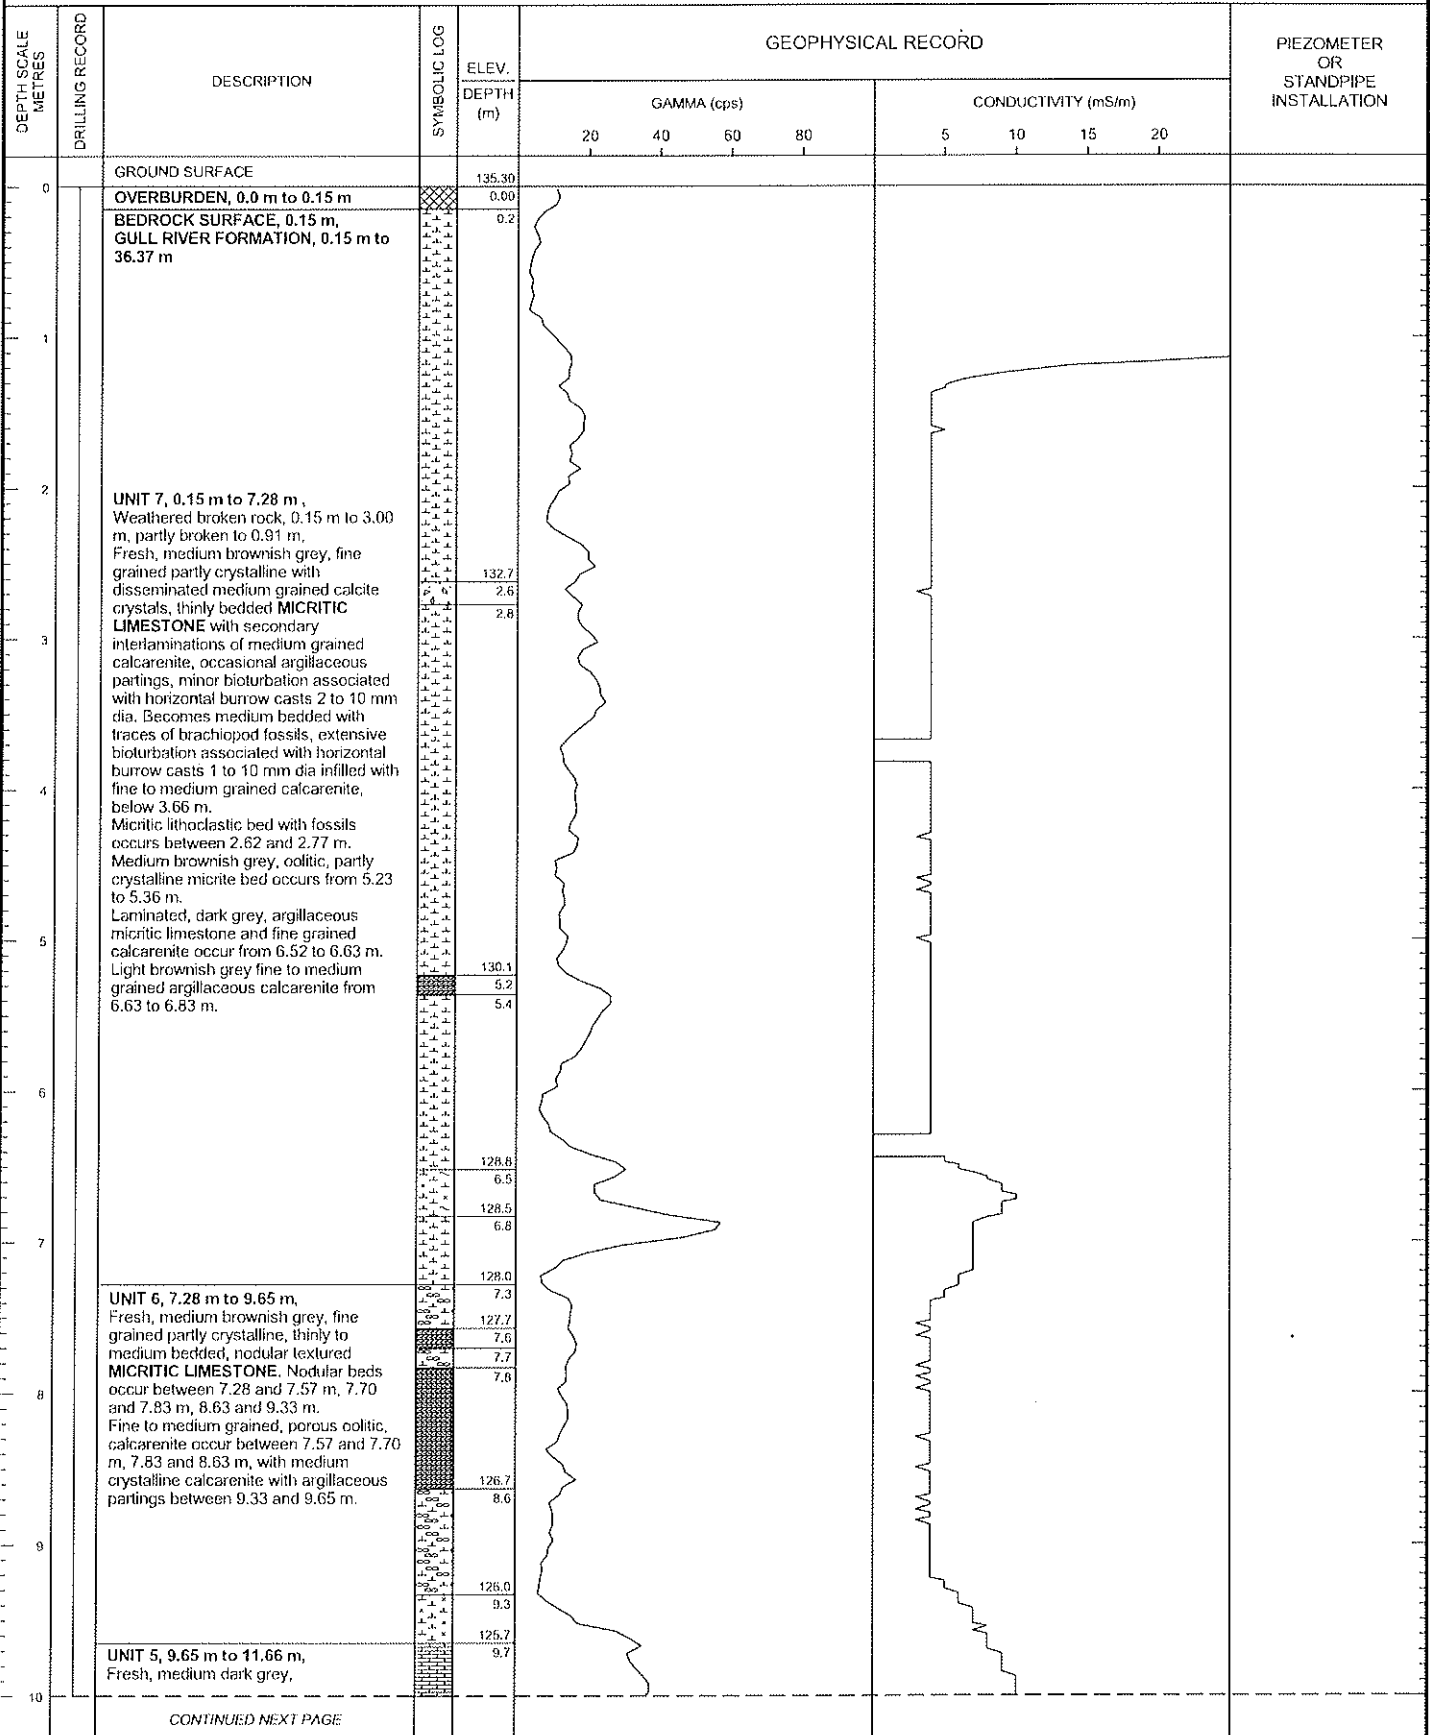 DEPTH SCALE
METRES
DRILLING RECORD
DESCRIPTION
SYMBOLIC LOG
ELEV.
DEPTH
(m)
GEOPHYSICAL RECORD
GAMMA (cps)
20 40 60 80
CONDUCTIVITY (mS/m)
5 10 15 20
PIEZOMETER
OR
STANDPIPE
INSTALLATION
GROUND SURFACE
135.30
0
OVERBURDEN, 0.0 m to 0.15 m
0.00
BEDROCK SURFACE, 0.15 m,
0.2
GULL RIVER FORMATION, 0.15 m to
36.37 m
1
2
UNIT 7, 0.15 m to 7.28 m ,
Weathered broken rock, 0.15 m to 3.00
m, partly broken to 0.91 m,
Fresh, medium brownish grey, fine
grained partly crystalline with
disseminated medium grained calcite
crystals, thinly bedded MICRITIC
LIMESTONE with secondary
interlaminations of medium grained
calcarenite, occasional argillaceous
partings, minor bioturbation associated
with horizontal burrow casts 2 to 10 mm
dia. Becomes medium bedded with
traces of brachiopod fossils, extensive
bioturbation associated with horizontal
burrow casts 1 to 10 mm dia infilled with
fine to medium grained calcarenite,
below 3.66 m.
Micritic lithoclastic bed with fossils
occurs between 2.62 and 2.77 m.
Medium brownish grey, oolitic, partly
crystalline micrite bed occurs from 5.23
to 5.36 m.
Laminated, dark grey, argillaceous
micritic limestone and fine grained
calcarenite occur from 6.52 to 6.63 m.
Light brownish grey fine to medium
grained argillaceous calcarenite from
6.63 to 6.83 m.
132.7
2.6
2.8
3
4
5
130.1
5.2
5.4
6
128.8
6.5
128.5
6.8
7
128.0
7.3
UNIT 6, 7.28 m to 9.65 m,
Fresh, medium brownish grey, fine
grained partly crystalline, thinly to
medium bedded, nodular textured
MICRITIC LIMESTONE. Nodular beds
occur between 7.28 and 7.57 m, 7.70
and 7.83 m, 8.63 and 9.33 m.
Fine to medium grained, porous oolitic,
calcarenite occur between 7.57 and 7.70
m, 7.83 and 8.63 m, with medium
crystalline calcarenite with argillaceous
partings between 9.33 and 9.65 m.
127.7
7.6
7.7
7.8
8
126.7
8.6
9
126.0
9.3
125.7
9.7
UNIT 5, 9.65 m to 11.66 m,
Fresh, medium dark grey,
10
CONTINUED NEXT PAGE